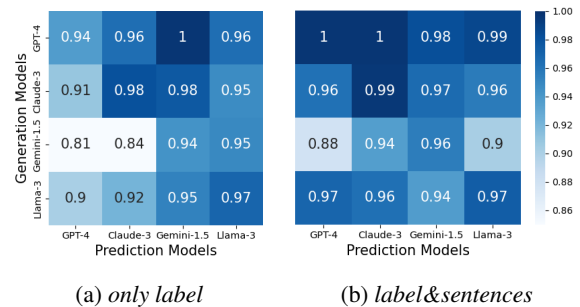 Generation Models
GPT-4
Claude-3
Gemini-1.5
Llama-3
0.94 0.96 1 0.96
0.91 0.98 0.98 0.95
0.81 0.84 0.94 0.95
0.9 0.92 0.95 0.97
GPT-4 Claude-3 Gemini-1.5 Llama-3
Prediction Models
(a) only label
1 1 0.98 0.99
0.96 0.99 0.97 0.96
0.88 0.94 0.96 0.9
0.97 0.96 0.94 0.97
GPT-4 Claude-3 Gemini-1.5 Llama-3
Prediction Models
(b) label&sentences
1.00
0.98
0.96
0.94
0.92
0.90
0.88
0.86